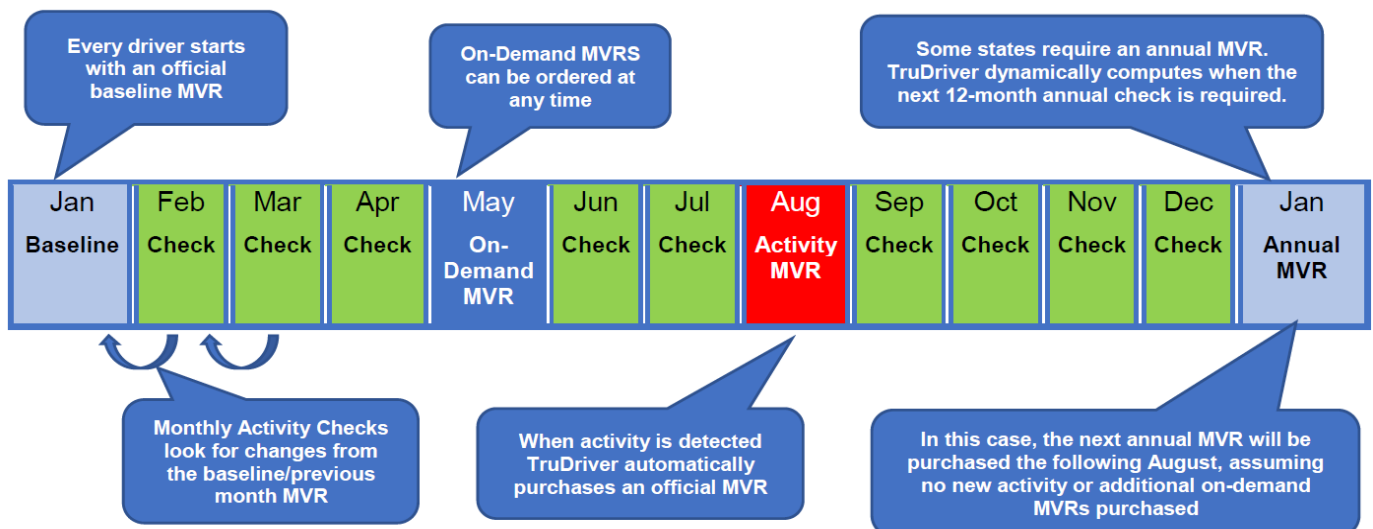 Every driver starts
with an official
baseline MVR
On-Demand MVRS
can be ordered at
any time
Some states require an annual MVR.
TruDriver dynamically computes when the
next 12-month annual check is required.
Jan
Baseline
Feb
Check
Mar
Check
Apr
Check
May
On-
Demand
MVR
Jun
Check
Jul
Check
Aug
Activity
MVR
Sep
Check
Oct
Check
Nov
Check
Dec
Check
Jan
Annual
MVR
Monthly Activity Checks
look for changes from
the baseline/previous
month MVR
When activity is detected
TruDriver automatically
purchases an official MVR
In this case, the next annual MVR will be
purchased the following August, assuming
no new activity or additional on-demand
MVRs purchased